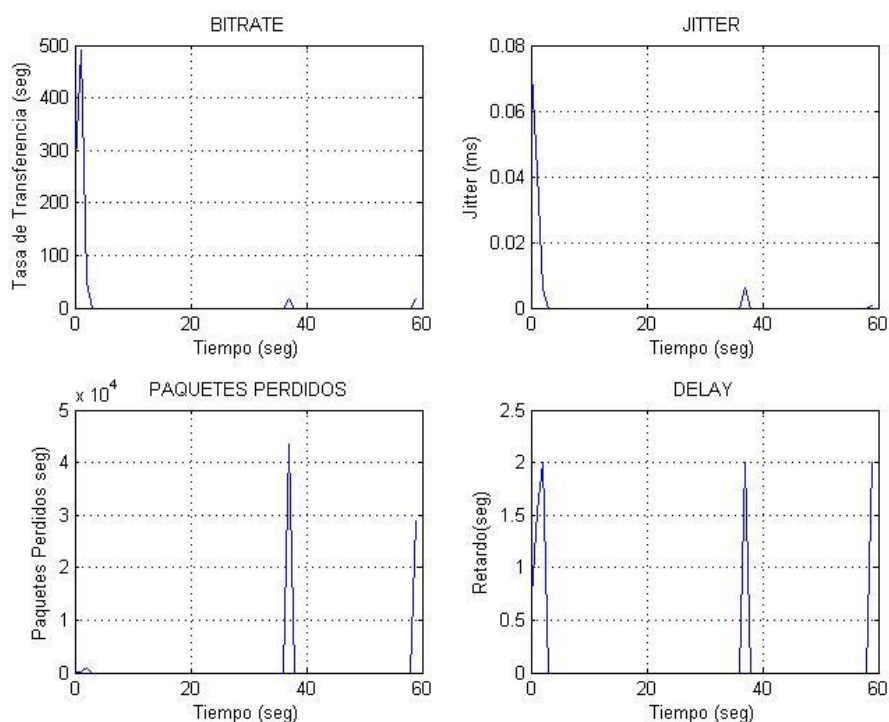 BITRATE
Tasa de Transferencia (seg)
500
400
300
200
100
0
0 20 40 60
Tiempo (seg)
JITTER
Jitter (ms)
0.08
0.06
0.04
0.02
0
0 20 40 60
Tiempo (seg)
PAQUETES PERDIDOS
x 10^4
Paquetes Perdidos seg)
5
4
3
2
1
0
0 20 40 60
Tiempo (seg)
DELAY
Retardo(seg)
2.5
2
1.5
1
0.5
0
0 20 40 60
Tiempo (seg)